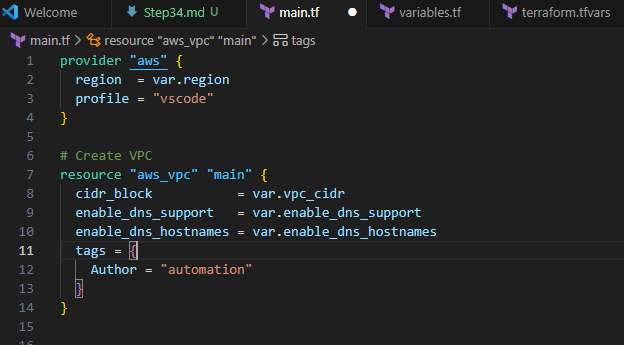 Welcome
Step34.md U
main.tf
variables.tf
terraform.tfvars
main.tf > resource "aws_vpc" "main" > tags
1 provider "aws" {
2   region  = var.region
3   profile = "vscode"
4 }
5
6 # Create VPC
7 resource "aws_vpc" "main" {
8   cidr_block           = var.vpc_cidr
9   enable_dns_support   = var.enable_dns_support
10   enable_dns_hostnames = var.enable_dns_hostnames
11   tags = {
12     Author = "automation"
13   }
14 }
15
16